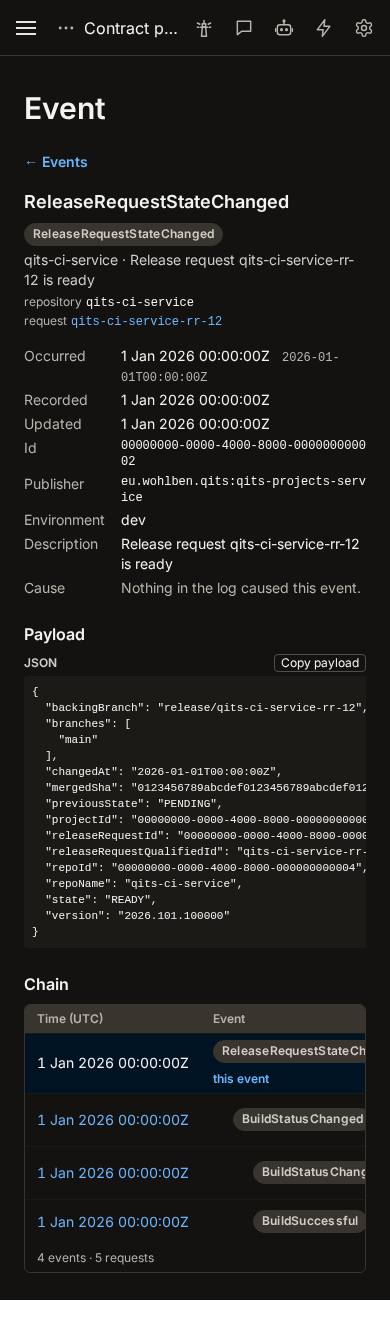 Contract p...
Event
← Events
ReleaseRequestStateChanged
ReleaseRequestStateChanged
qits-ci-service · Release request qits-ci-service-rr-
12 is ready
repository qits-ci-service
request qits-ci-service-rr-12
Occurred 1 Jan 2026 00:00:00Z 2026-01-
01T00:00:00Z
Recorded 1 Jan 2026 00:00:00Z
Updated 1 Jan 2026 00:00:00Z
Id 00000000-0000-4000-8000-0000000000
02
Publisher eu.wohlben.qits:qits-projects-serv
ice
Environment dev
Description Release request qits-ci-service-rr-12
is ready
Cause Nothing in the log caused this event.
Payload
JSON Copy payload
{
"backingBranch": "release/qits-ci-service-rr-12",
"branches": [
"main"
],
"changedAt": "2026-01-01T00:00:00Z",
"mergedSha": "0123456789abcdef0123456789abcdef012
"previousState": "PENDING",
"projectId": "00000000-0000-4000-8000-00000000000
"releaseRequestId": "00000000-0000-4000-8000-0000
"releaseRequestQualifiedId": "qits-ci-service-rr-
"repoId": "00000000-0000-4000-8000-000000000004",
"repoName": "qits-ci-service",
"state": "READY",
"version": "2026.101.100000"
}
Chain
Time (UTC) Event
1 Jan 2026 00:00:00Z ReleaseRequestStateCh
this event
1 Jan 2026 00:00:00Z BuildStatusChanged
1 Jan 2026 00:00:00Z BuildStatusChang
1 Jan 2026 00:00:00Z BuildSuccessful
4 events · 5 requests